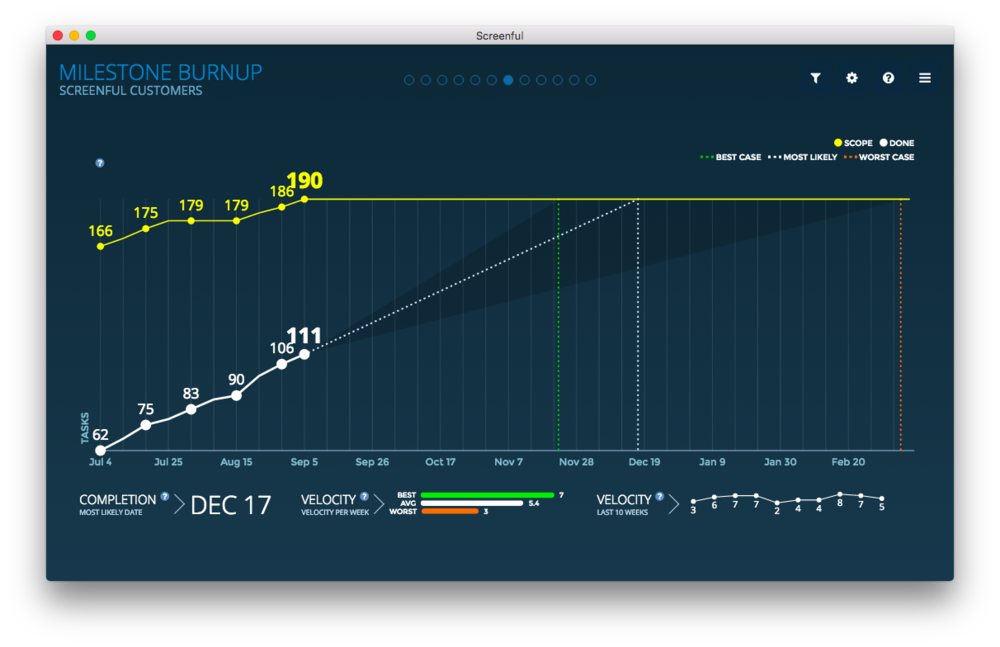 Screenful
MILESTONE BURNUP
SCREENFUL CUSTOMERS
?
SCOPE DONE
BEST CASE MOST LIKELY WORST CASE
?
166 175 179 179 186 190
62 75 83 90 106 111
TASKS
Jul 4 Jul 25 Aug 15 Sep 5 Sep 26 Oct 17 Nov 7 Nov 28 Dec 19 Jan 9 Jan 30 Feb 20
COMPLETION ?
MOST LIKELY DATE
DEC 17
VELOCITY ?
VELOCITY PER WEEK
BEST 7
AVG 5.4
WORST 3
VELOCITY ?
LAST 10 WEEKS
3 6 7 7 2 4 4 8 7 5